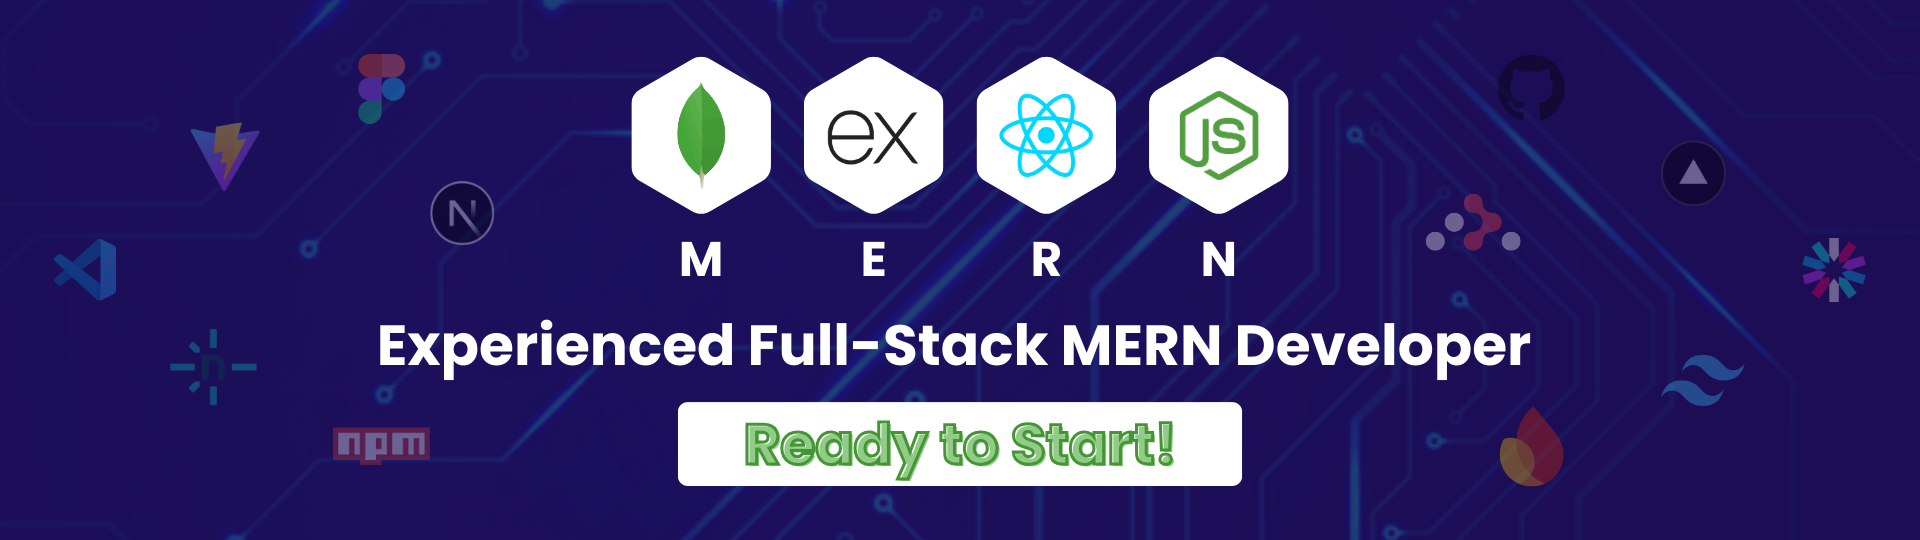 ex
JS
M E R N
N
Experienced Full-Stack MERN Developer
n
npm
Ready to Start!